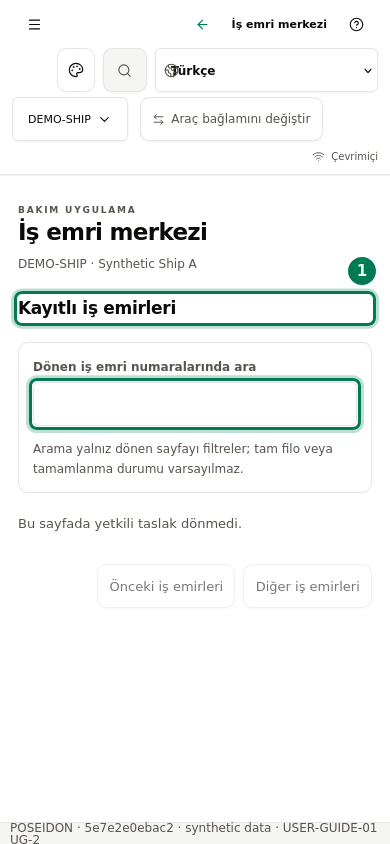 İş emri merkezi
Türkçe
DEMO-SHIP
Araç bağlamını değiştir
Çevrimiçi
BAKIM UYGULAMA
İş emri merkezi
DEMO-SHIP · Synthetic Ship A
1
Kayıtlı iş emirleri
Dönen iş emri numaralarında ara
Arama yalnız dönen sayfayı filtreler; tam filo veya
tamamlanma durumu varsayılmaz.
Bu sayfada yetkili taslak dönmedi.
Önceki iş emirleri
Diğer iş emirleri
POSEIDON · 5e7e2e0ebac2 · synthetic data · USER-GUIDE-01
UG-2